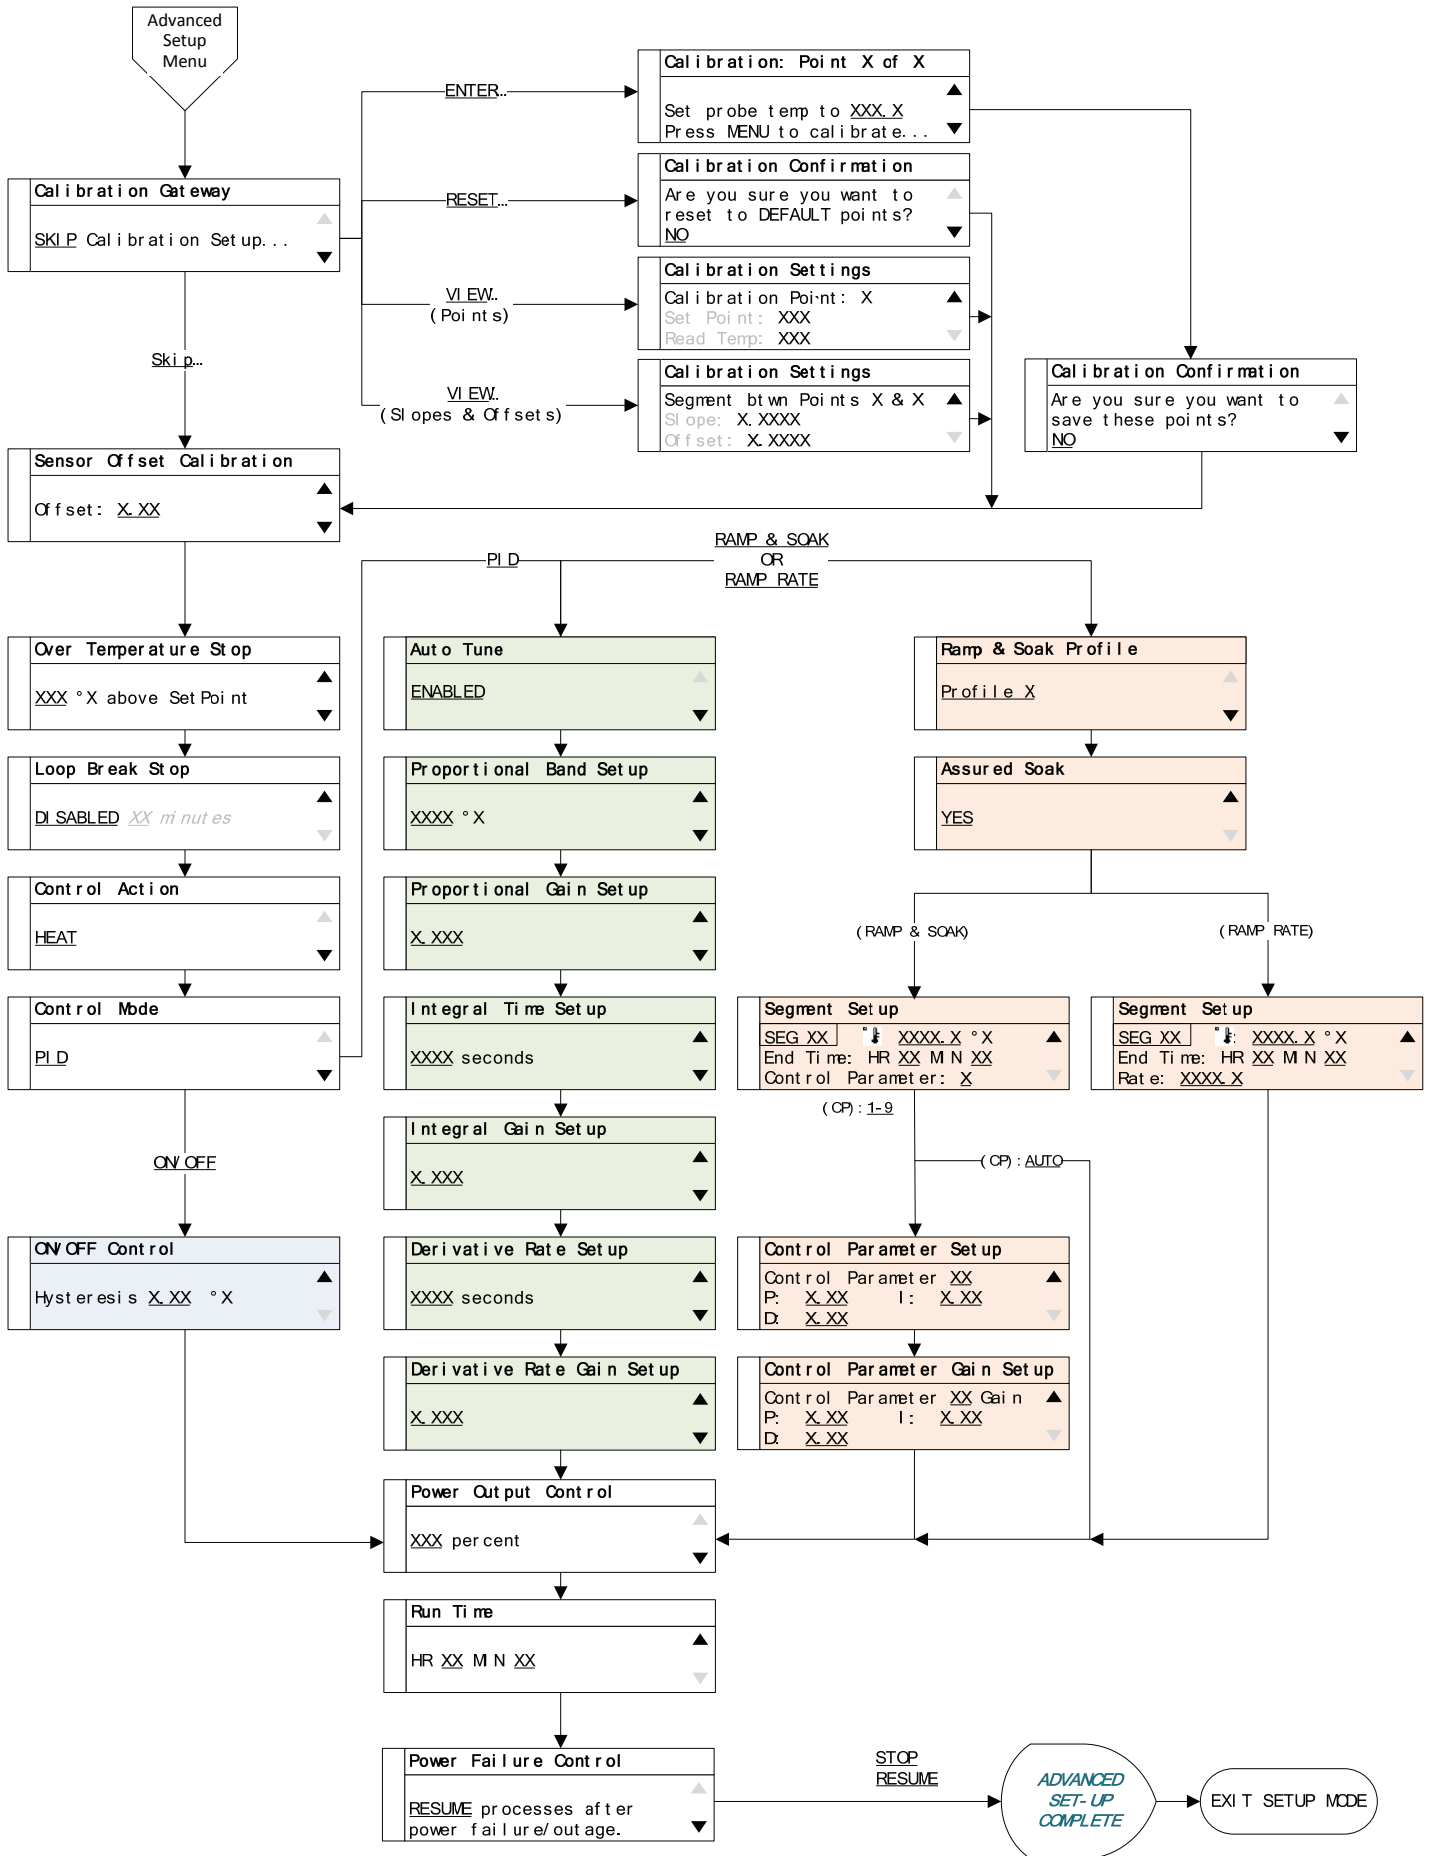 Advanced
Setup
Menu
Calibration Gateway
SKIP Calibration Setup...
ENTER...
RESET...
VIEW...
(Points)
VIEW...
(Slopes & Offsets)
Skip...
Calibration: Point X of X
Set probe temp to XXX.X
Press MENU to calibrate...
Calibration Confirmation
Are you sure you want to
reset to DEFAULT points?
NO
Calibration Settings
Calibration Point: X
Set Point: XXX
Read Temp: XXX
Calibration Settings
Segment btwn Points X & X
Slope: X.XXXX
Offset: X.XXXX
Calibration Confirmation
Are you sure you want to
save these points?
NO
Sensor Offset Calibration
Offset: X.XX
PID
RAMP & SOAK
OR
RAMP RATE
Over Temperature Stop
XXX °X above SetPoint
Loop Break Stop
DISABLED XX minutes
Control Action
HEAT
Control Mode
PID
ON/OFF
ON/OFF Control
Hysteresis X.XX °X
Auto Tune
ENABLED
Proportional Band Setup
XXXX °X
Proportional Gain Setup
X.XXX
Integral Time Setup
XXXX seconds
Integral Gain Setup
X.XXX
Derivative Rate Setup
XXXX seconds
Derivative Rate Gain Setup
X.XXX
Ramp & Soak Profile
Profile X
Assured Soak
YES
(RAMP & SOAK)
(RAMP RATE)
Segment Setup
SEG XX XXXX.X °X
End Time: HR XX MIN XX
Control Parameter: X
Segment Setup
SEG XX : XXXX.X °X
End Time: HR XX MIN XX
Rate: XXXX.X
(CP): 1-9
(CP): AUTO
Control Parameter Setup
Control Parameter XX
P: X.XX I: X.XX
D: X.XX
Control Parameter Gain Setup
Control Parameter XX Gain
P: X.XX I: X.XX
D: X.XX
Power Output Control
XXX percent
Run Time
HR XX MIN XX
Power Failure Control
RESUME processes after
power failure/outage.
STOP
RESUME
ADVANCED
SET-UP
COMPLETE
EXIT SETUP MODE